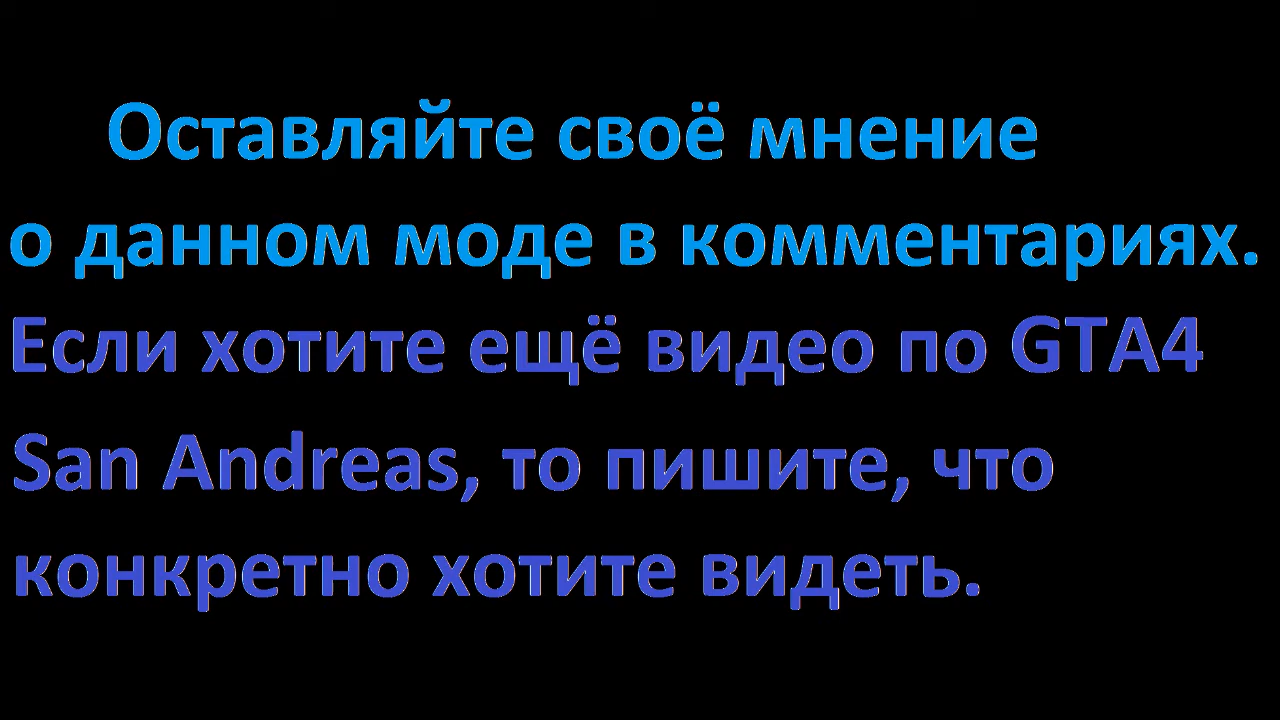 Оставляйте своё мнение
о данном моде в комментариях.
Если хотите ещё видео по GTA4
San Andreas, то пишите, что
конкретно хотите видеть.